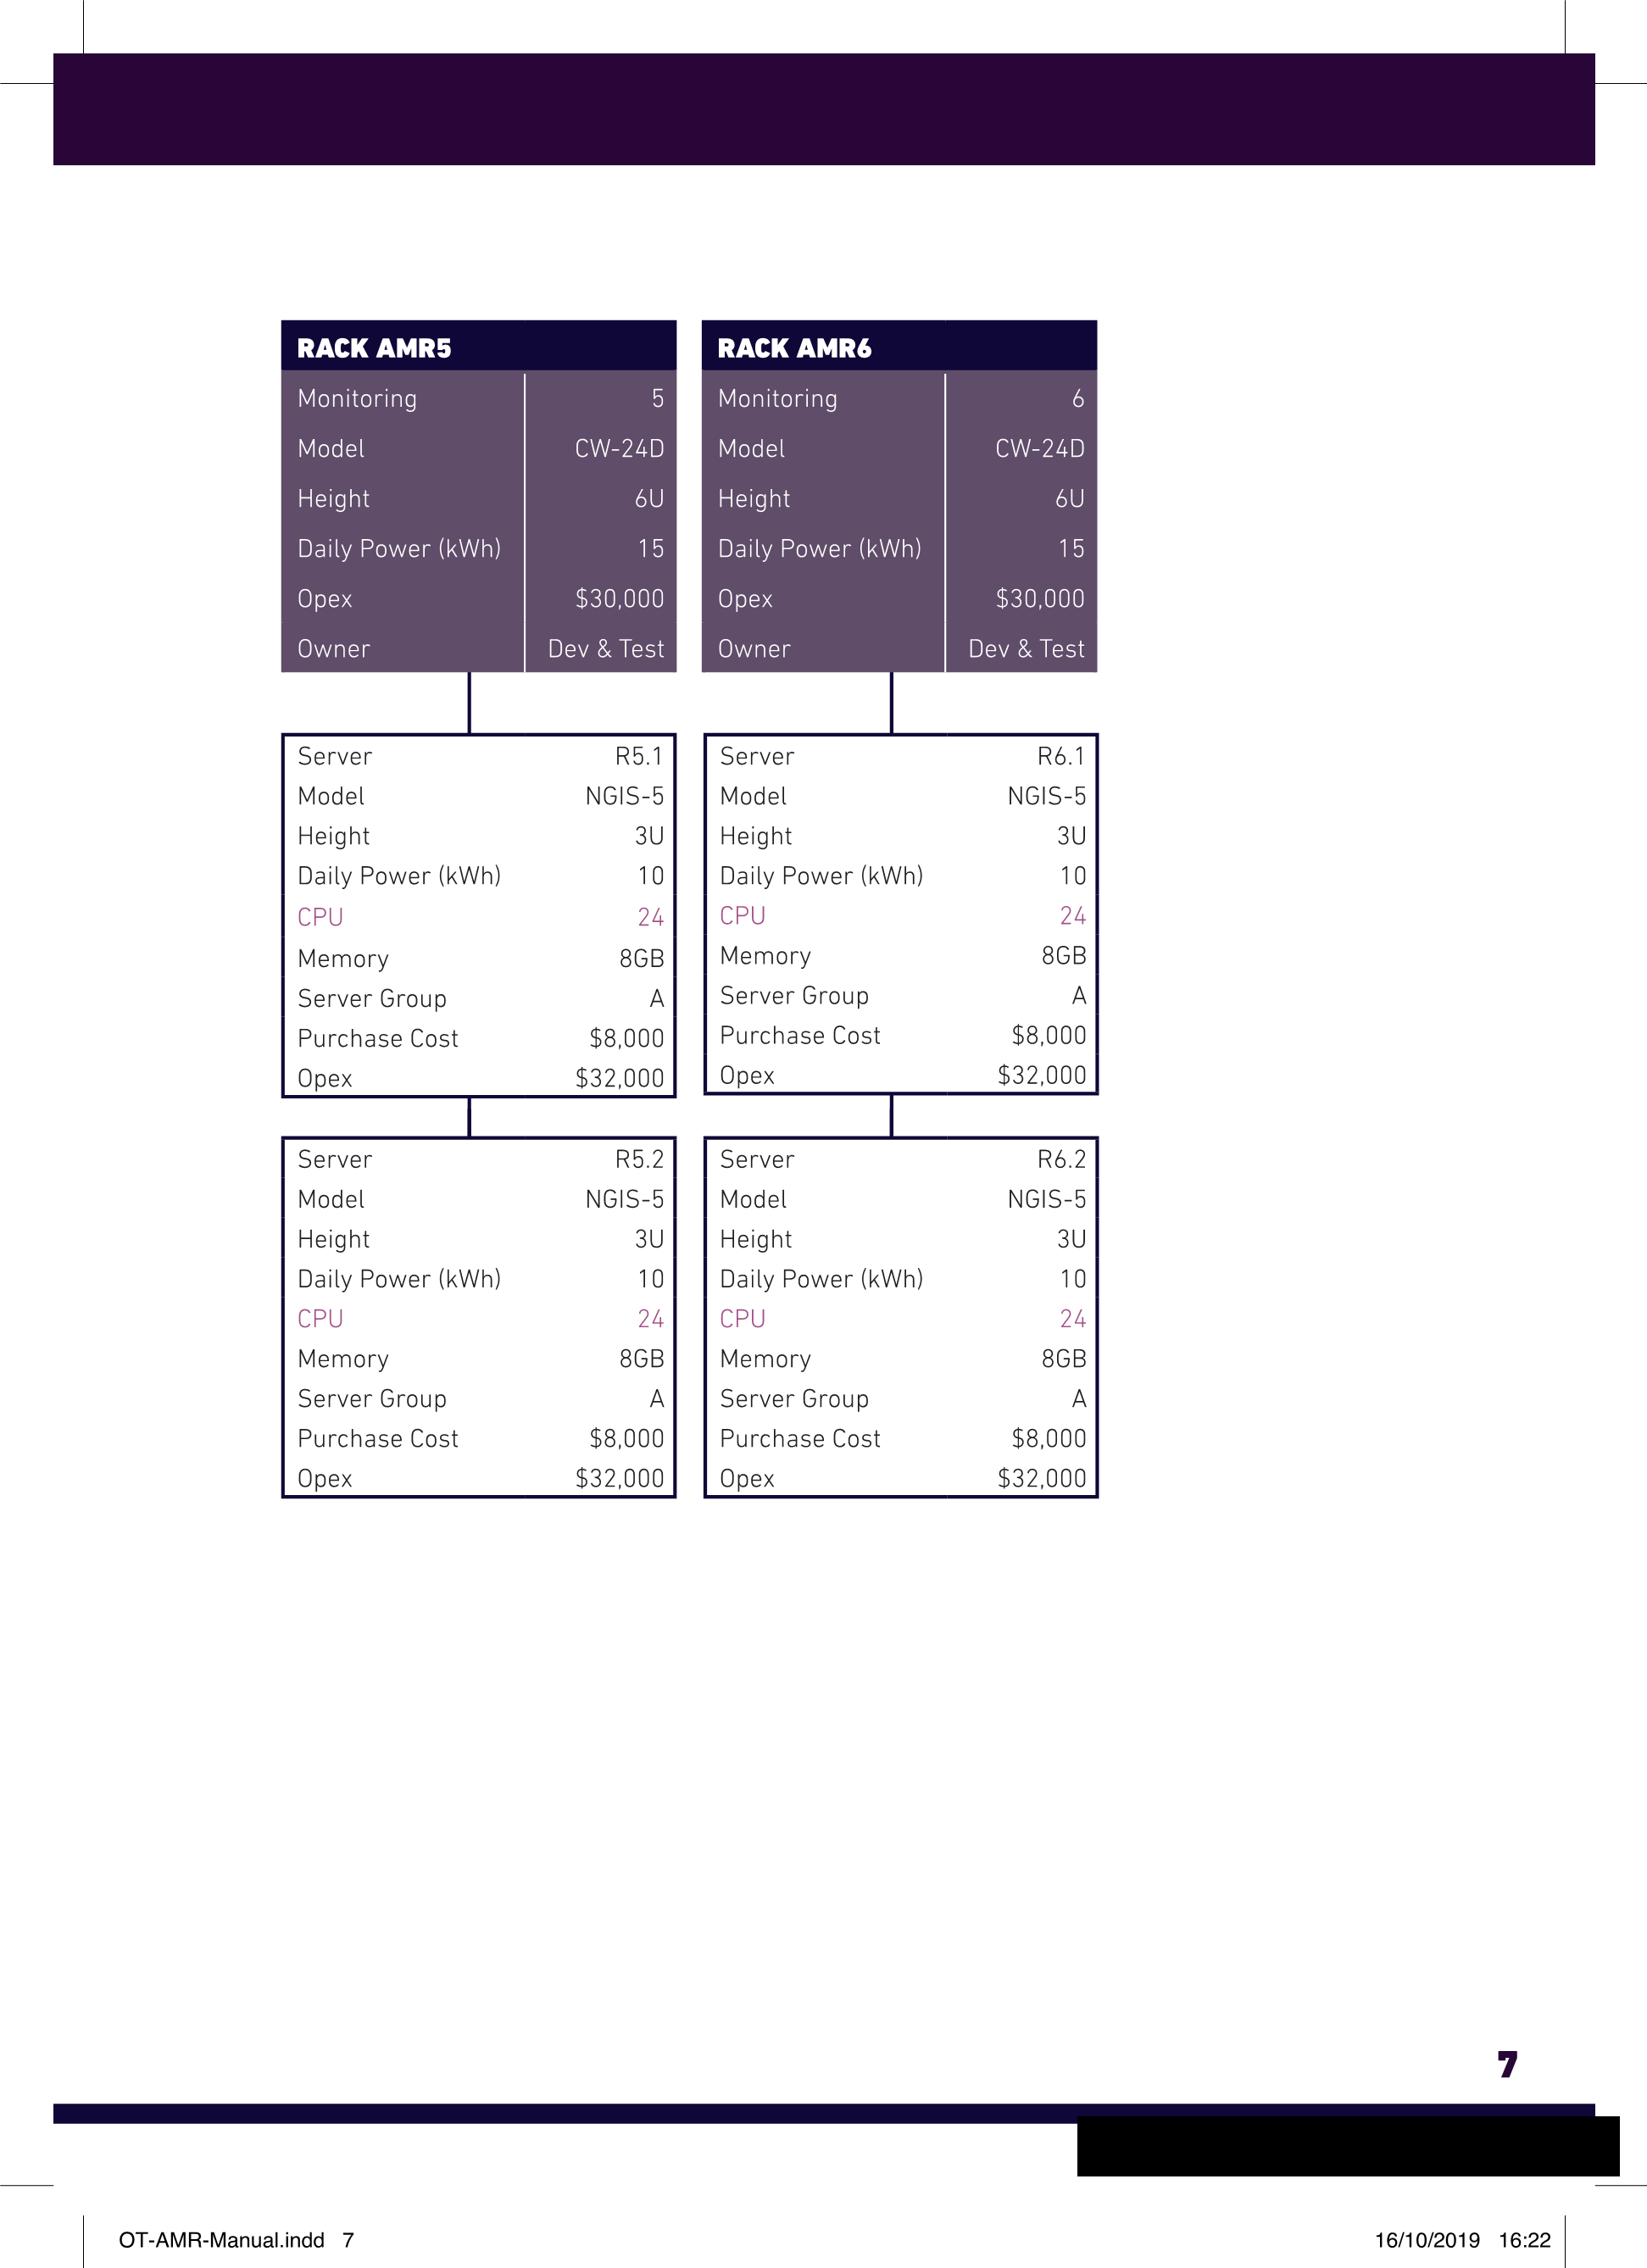 RACK AMR5
Monitoring 5
Model CW-24D
Height 6U
Daily Power (kWh) 15
Opex $30,000
Owner Dev & Test
Server R5.1
Model NGIS-5
Height 3U
Daily Power (kWh) 10
CPU 24
Memory 8GB
Server Group A
Purchase Cost $8,000
Opex $32,000
Server R5.2
Model NGIS-5
Height 3U
Daily Power (kWh) 10
CPU 24
Memory 8GB
Server Group A
Purchase Cost $8,000
Opex $32,000
RACK AMR6
Monitoring 6
Model CW-24D
Height 6U
Daily Power (kWh) 15
Opex $30,000
Owner Dev & Test
Server R6.1
Model NGIS-5
Height 3U
Daily Power (kWh) 10
CPU 24
Memory 8GB
Server Group A
Purchase Cost $8,000
Opex $32,000
Server R6.2
Model NGIS-5
Height 3U
Daily Power (kWh) 10
CPU 24
Memory 8GB
Server Group A
Purchase Cost $8,000
Opex $32,000
7
OT-AMR-Manual.indd 7
16/10/2019 16:22